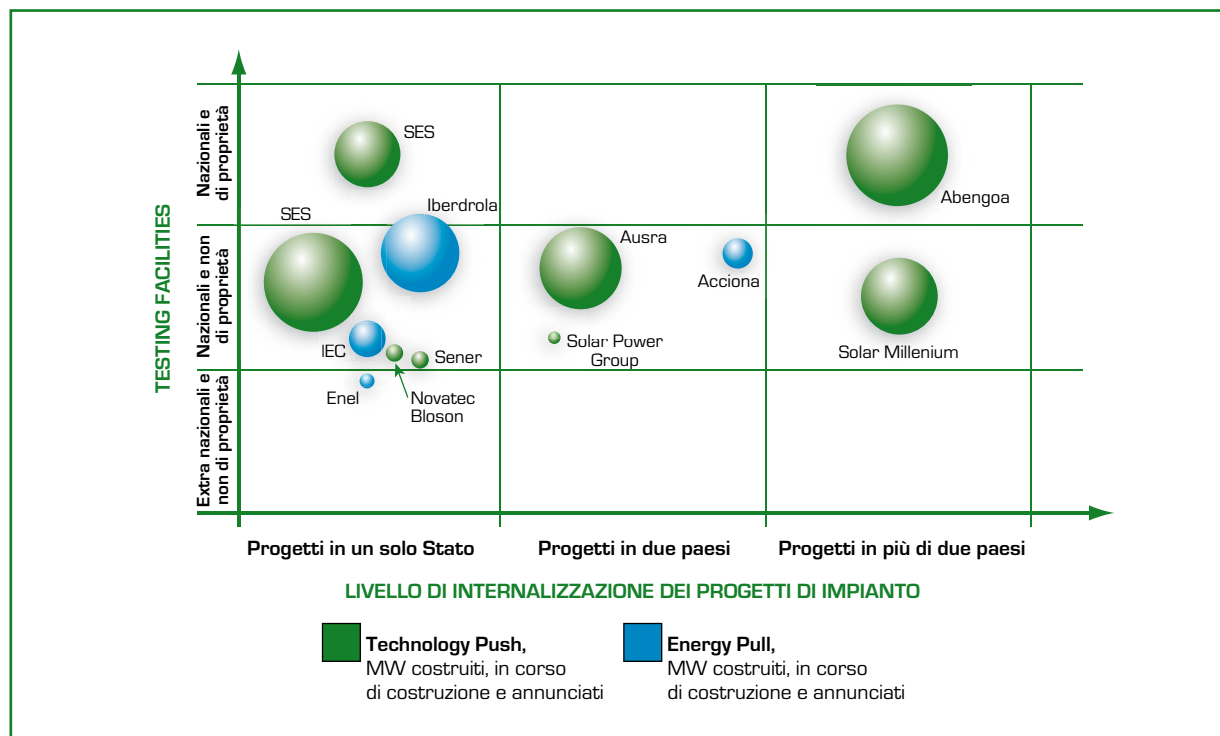 TESTING FACILITIES
Nazionali e
di proprietà
Nazionali e non
di proprietà
Extra nazionali e
non di proprietà
SES
SES
Iberdrola
IEC
Sener
Enel
Novatec
Bloson
Ausra
Acciona
Solar Power
Group
Abengoa
Solar Millenium
Progetti in un solo Stato
Progetti in due paesi
Progetti in più di due paesi
LIVELLO DI INTERNALIZZAZIONE DEI PROGETTI DI IMPIANTO
Technology Push,
MW costruiti, in corso
di costruzione e annunciati
Energy Pull,
MW costruiti, in corso
di costruzione e annunciati